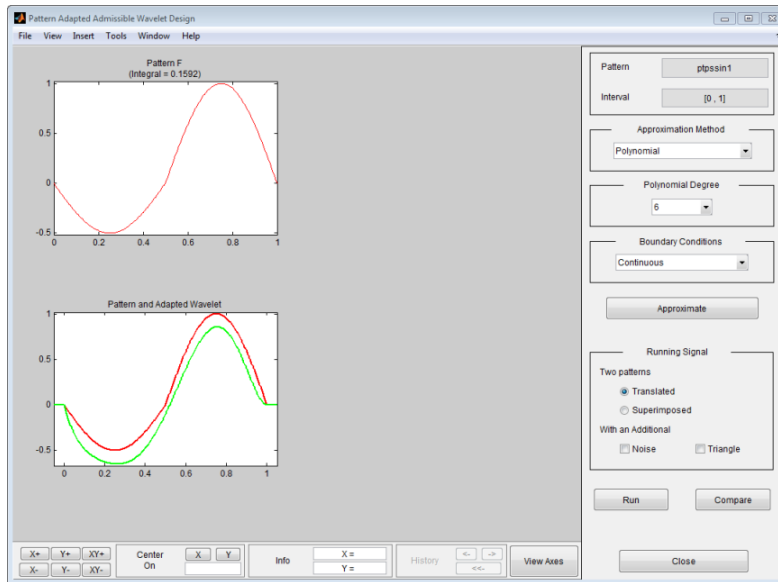 Pattern Adapted Admissible Wavelet Design
File View Insert Tools Window Help
Pattern F
(Integral = 0.1592)
1
0.5
0
-0.5
0 0.2 0.4 0.6 0.8 1
Pattern and Adapted Wavelet
1
0.5
0
-0.5
0 0.2 0.4 0.6 0.8 1
Pattern ptpssin1
Interval [0 , 1]
Approximation Method
Polynomial
Polynomial Degree
6
Boundary Conditions
Continuous
Approximate
Running Signal
Two patterns
Translated
Superimposed
With an Additional
Noise Triangle
Run Compare
Close
X+ Y+ XY+
X- Y- XY-
Center
On
X Y
Info
X =
Y =
History
<- ->
<<-
View Axes